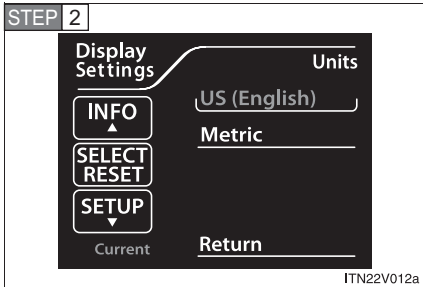 STEP 2
Display
Settings
Units
INFO
SELECT
RESET
SETUP
Current
US (English)
Metric
Return
ITN22V012a